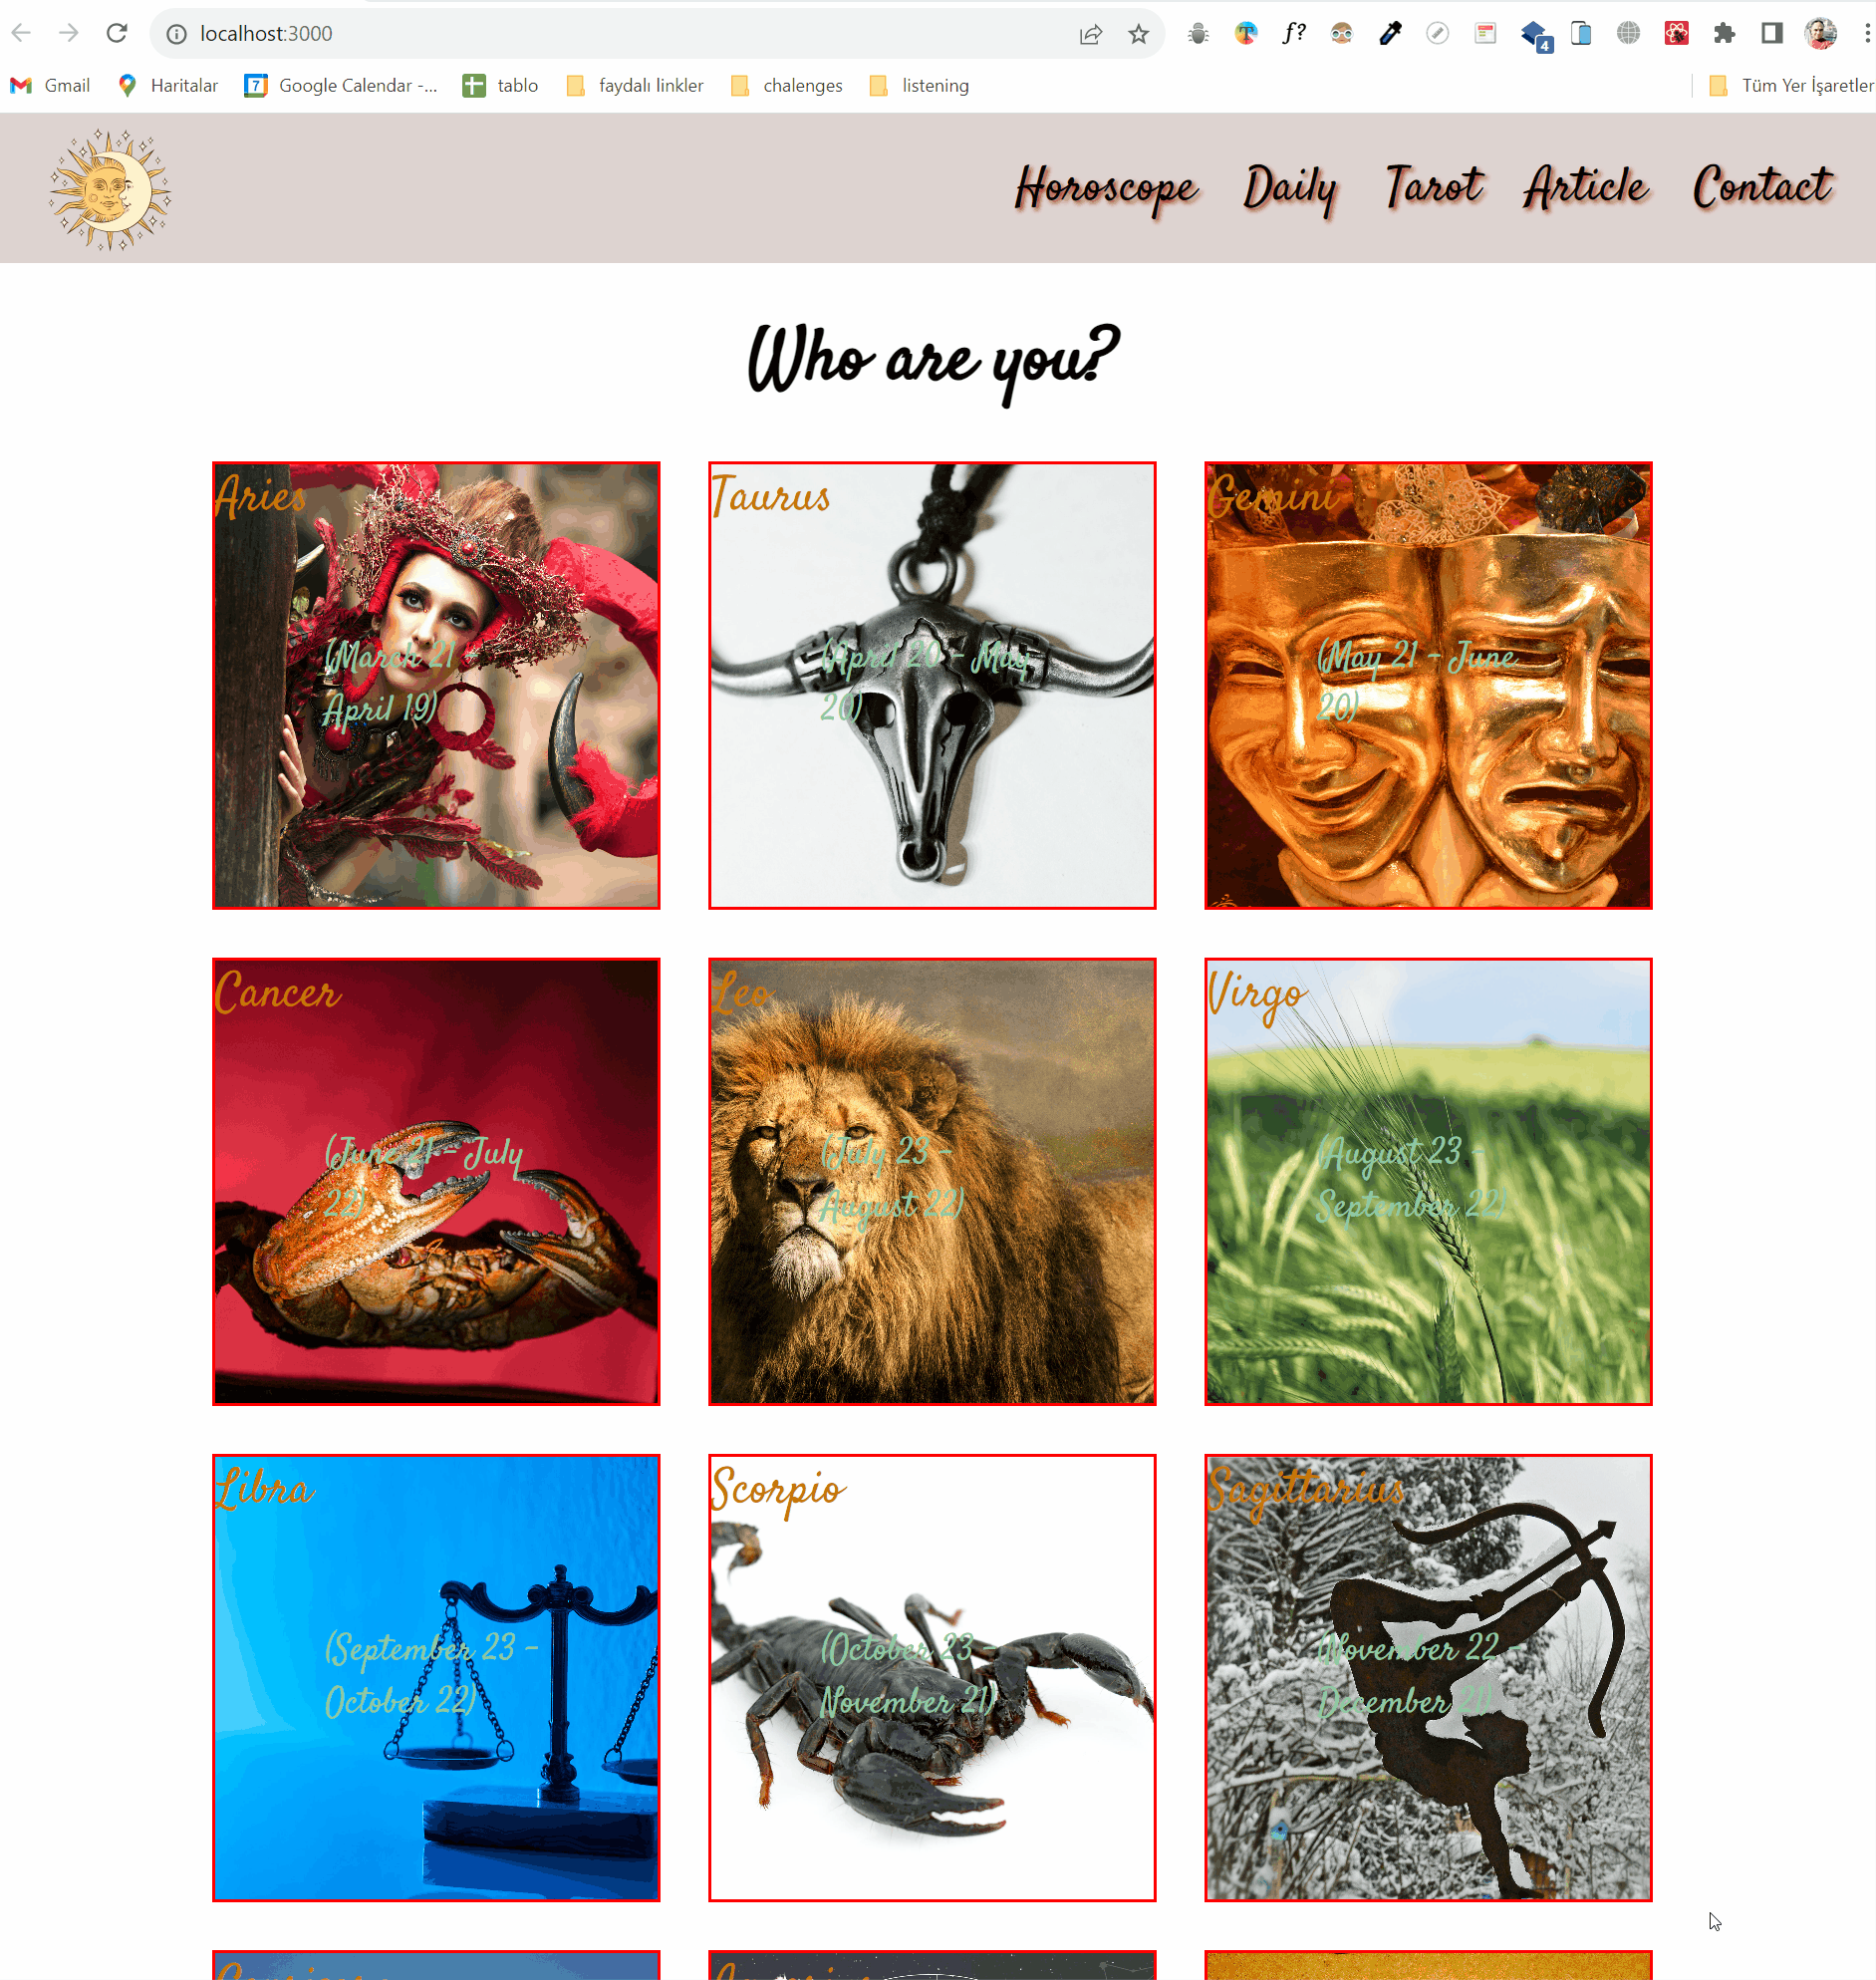 localhost:3000
4
Gmail
Haritalar
7
Google Calendar -...
tablo
faydalı linkler
chalenges
listening
Tüm Yer İşaretler
Horoscope
Daily
Tarot
Article
Contact
Who are you?
Aries
(March 21 -
April 19)
Taurus
(April 20 - May
20)
Gemini
(May 21 - June
20)
Cancer
(June 21 - July
22)
Leo
(July 23 -
August 22)
Virgo
(August 23 -
September 22)
Libra
(September 23 -
October 22)
Scorpio
(October 23 -
November 21)
Sagittarius
(November 22 -
December 21)